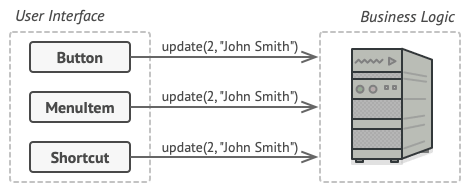 User Interface
Business Logic
Button
update(2, "John Smith")
MenuItem
update(2, "John Smith")
Shortcut
update(2, "John Smith")